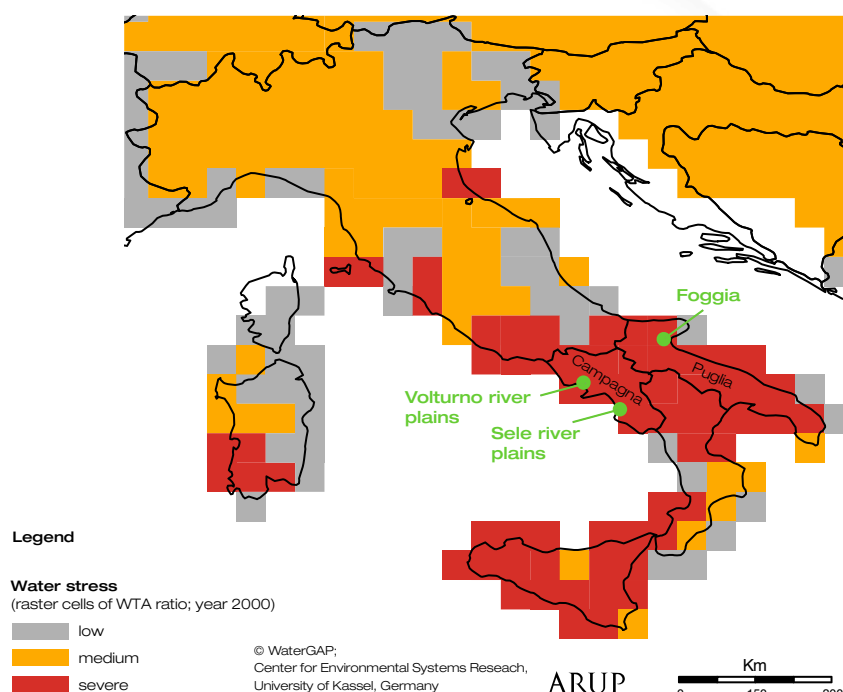 Foggia
Campagna
Puglia
Volturno river
plains
Sele river
plains
Legend
Water stress
(raster cells of WTA ratio; year 2000)
low
medium
severe
© WaterGAP;
Center for Environmental Systems Reseach,
University of Kassel, Germany
ARUP
Km